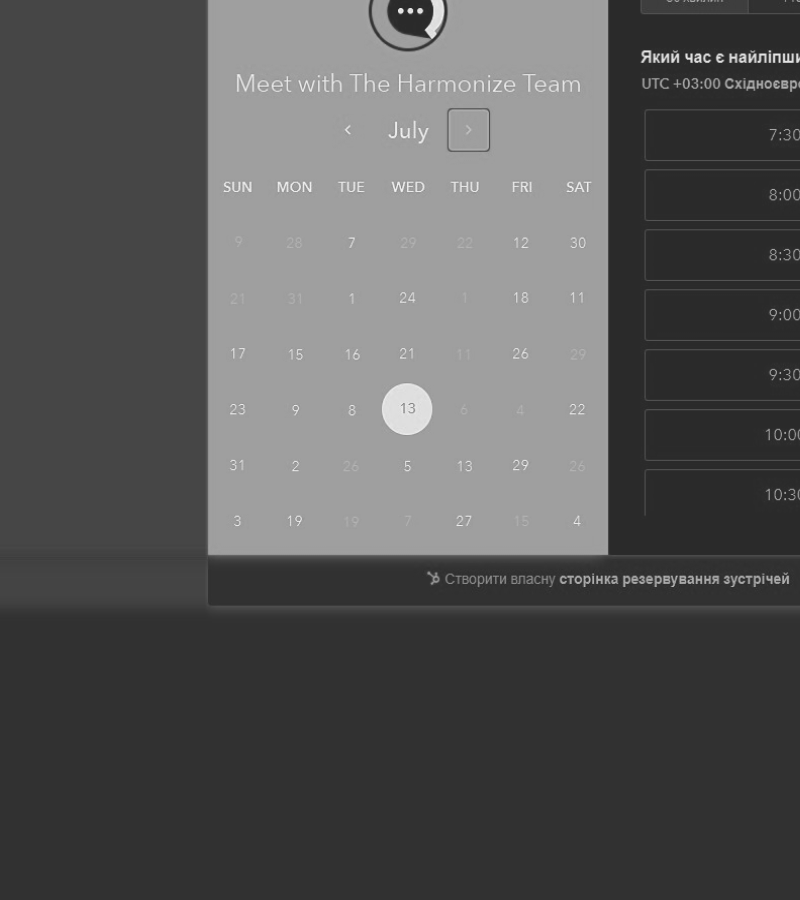 Meet with The Harmonize Team
July
SUN MON TUE WED THU FRI SAT
9 28 7 29 22 12 30
21 31 1 24 1 18 11
17 15 16 21 11 26 29
23 9 8 13 6 4 22
31 2 26 5 13 29 26
3 19 19 7 27 15 4
Який час є
UTC +03:00
7:30
8:00
8:30
9:00
9:30
10:00
10:30
Створити власну сторінка резервування зустрічей